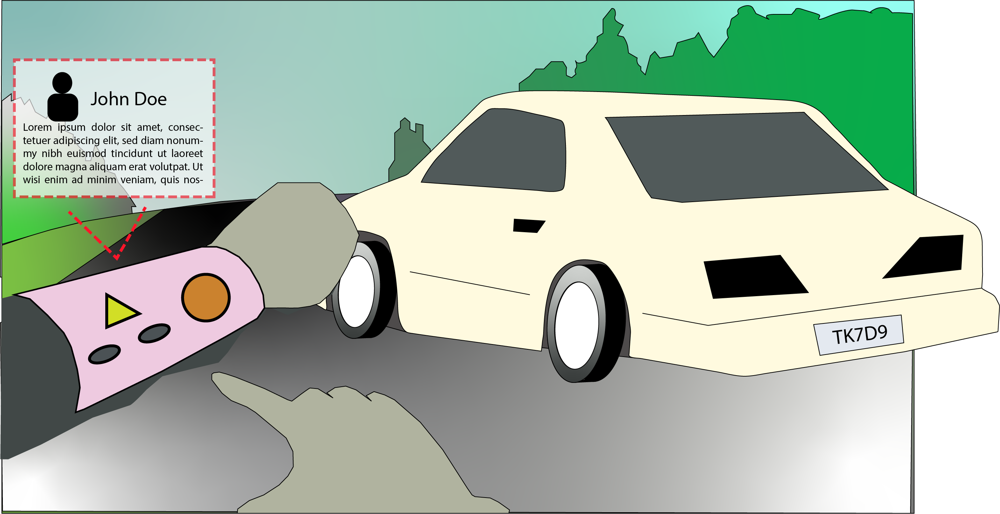 John Doe
Lorem ipsum dolor sit amet, consec-
tetuer adipiscing elit, sed diam nonum-
my nibh euismod tincidunt ut laoreet
dolore magna aliquam erat volutpat. Ut
wisi enim ad minim veniam, quis nos-
TK7D9